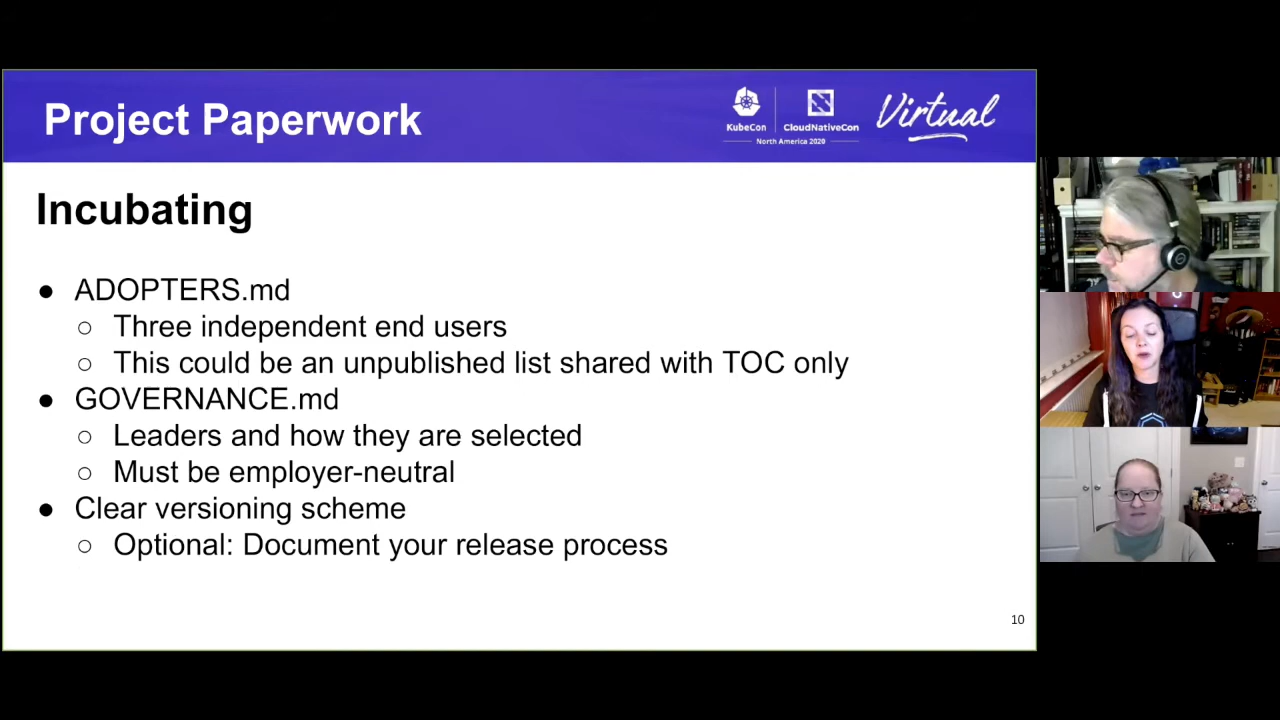 Project Paperwork
KubeCon
CloudNativeCon
North America 2020
Virtual
Incubating
● ADOPTERS.md
○ Three independent end users
○ This could be an unpublished list shared with TOC only
● GOVERNANCE.md
○ Leaders and how they are selected
○ Must be employer-neutral
● Clear versioning scheme
○ Optional: Document your release process
10